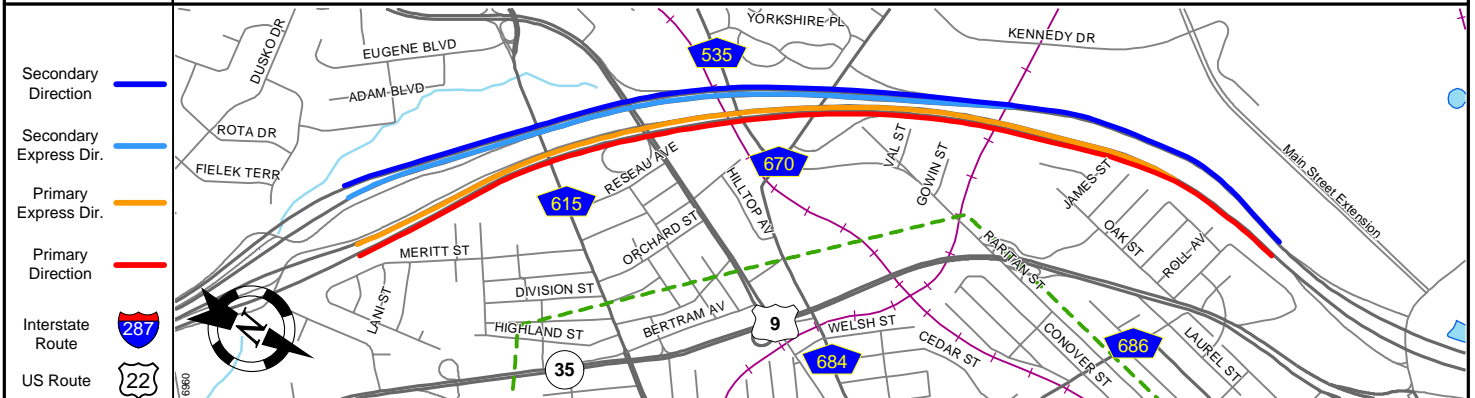 Secondary
Direction
Secondary
Express Dir.
Primary
Express Dir.
Primary
Direction
Interstate
Route
287
US Route
22
DUSKO DR
EUGENE BLVD
ADAM BLVD
ROTA DR
FIELEK TERR
YORKSHIRE PL
535
KENNEDY DR
670
VAL ST
GOWIN ST
RESEAU AVE
615
HILLTOP AV
JAMES ST
OAK ST
ROLL AV
Main Street Extension
MERITT ST
ORCHARD ST
RARITAN ST
LANI ST
DIVISION ST
HIGHLAND ST
BERTRAM AV
9
WELSH ST
CEDAR ST
684
CONOVER ST
686
LAUREL ST
35
N
6960